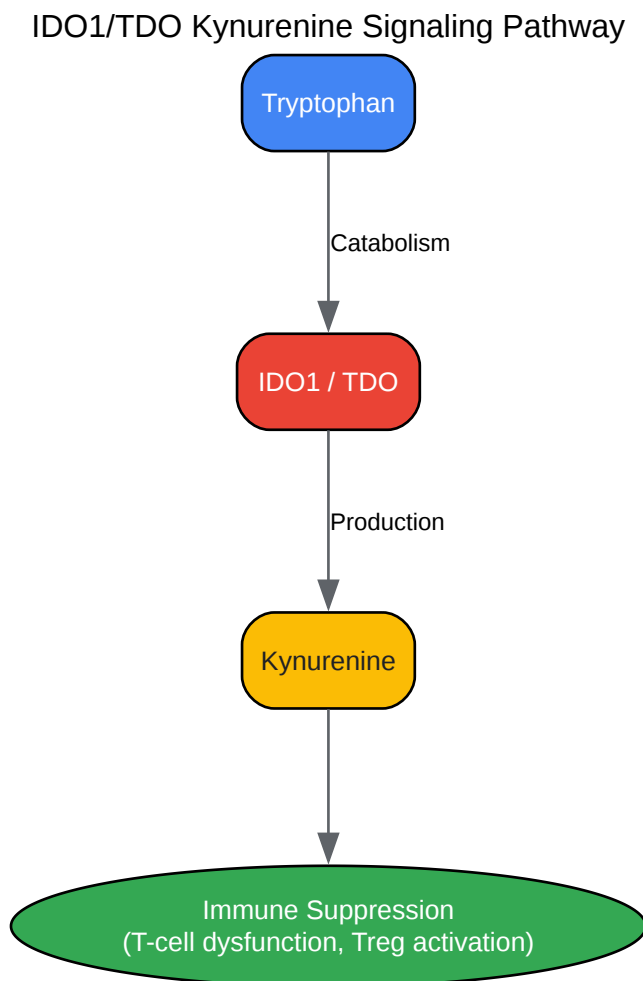 IDO1/TDO Kynurenine Signaling Pathway
Tryptophan
Catabolism
IDO1 / TDO
Production
Kynurenine
Immune Suppression
(T-cell dysfunction, Treg activation)